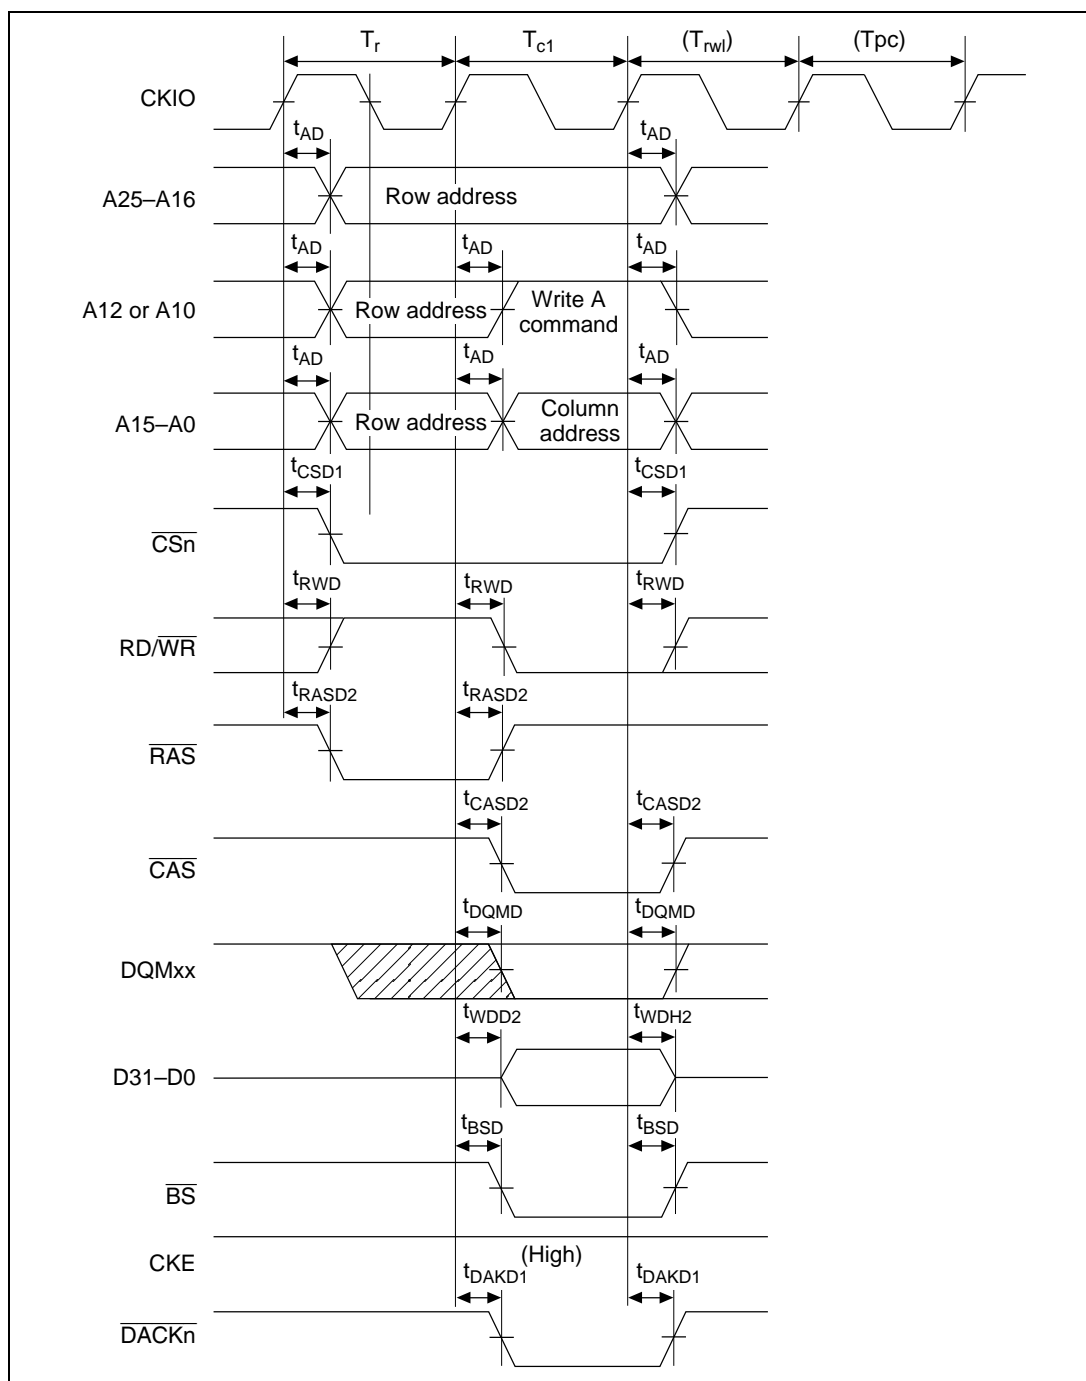 Tr Tc1 (Trwl) (Tpc)
CKIO
tAD tAD
A25–A16 Row address
tAD tAD tAD
A12 or A10 Row address Write A command
tAD tAD tAD
A15–A0 Row address Column address
tCSD1 tCSD1
CSn
tRWD tRWD tRWD
RD/WR
tRASD2 tRASD2
RAS
tCASD2 tCASD2
CAS
tDQMD tDQMD
DQMxx
tWDD2 tWDH2
D31–D0
tBSD tBSD
BS
CKE (High)
tDAKD1 tDAKD1
DACKn